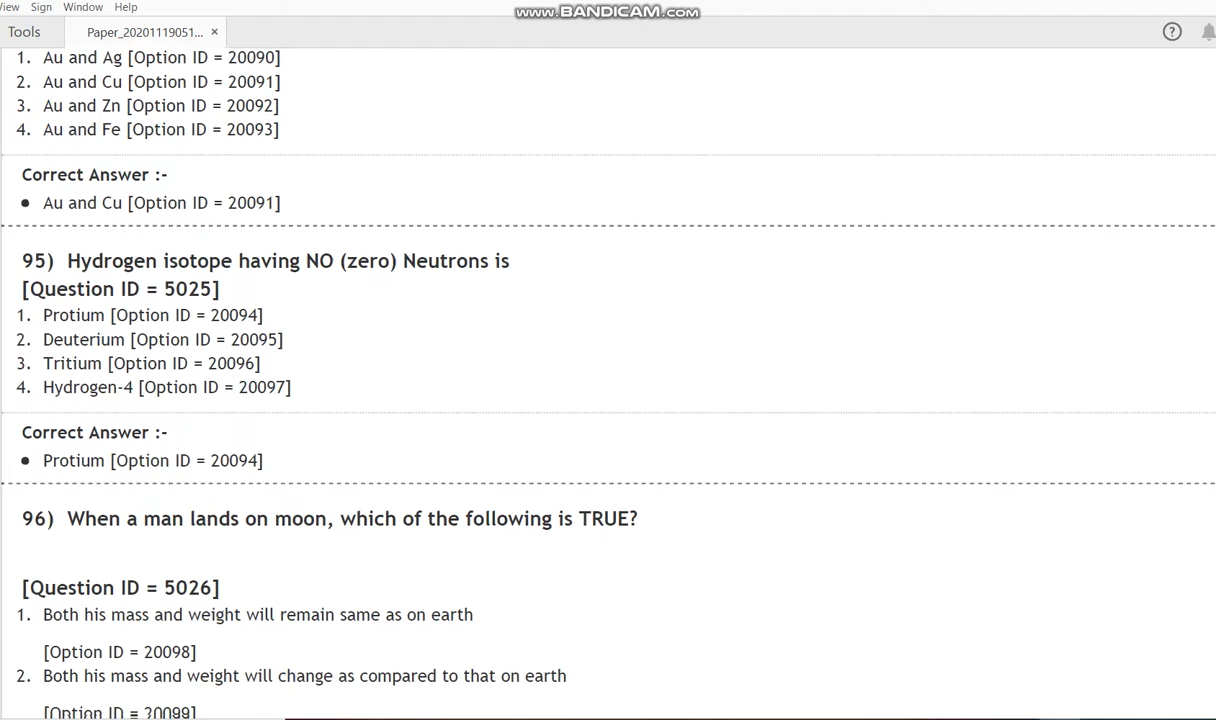 View Sign Window Help
www.BANDICAM.com
Tools Paper_20201119051... ×
1. Au and Ag [Option ID = 20090]
2. Au and Cu [Option ID = 20091]
3. Au and Zn [Option ID = 20092]
4. Au and Fe [Option ID = 20093]
Correct Answer :-
• Au and Cu [Option ID = 20091]
95) Hydrogen isotope having NO (zero) Neutrons is
[Question ID = 5025]
1. Protium [Option ID = 20094]
2. Deuterium [Option ID = 20095]
3. Tritium [Option ID = 20096]
4. Hydrogen-4 [Option ID = 20097]
Correct Answer :-
• Protium [Option ID = 20094]
96) When a man lands on moon, which of the following is TRUE?
[Question ID = 5026]
1. Both his mass and weight will remain same as on earth
[Option ID = 20098]
2. Both his mass and weight will change as compared to that on earth
[Option ID = 20099]